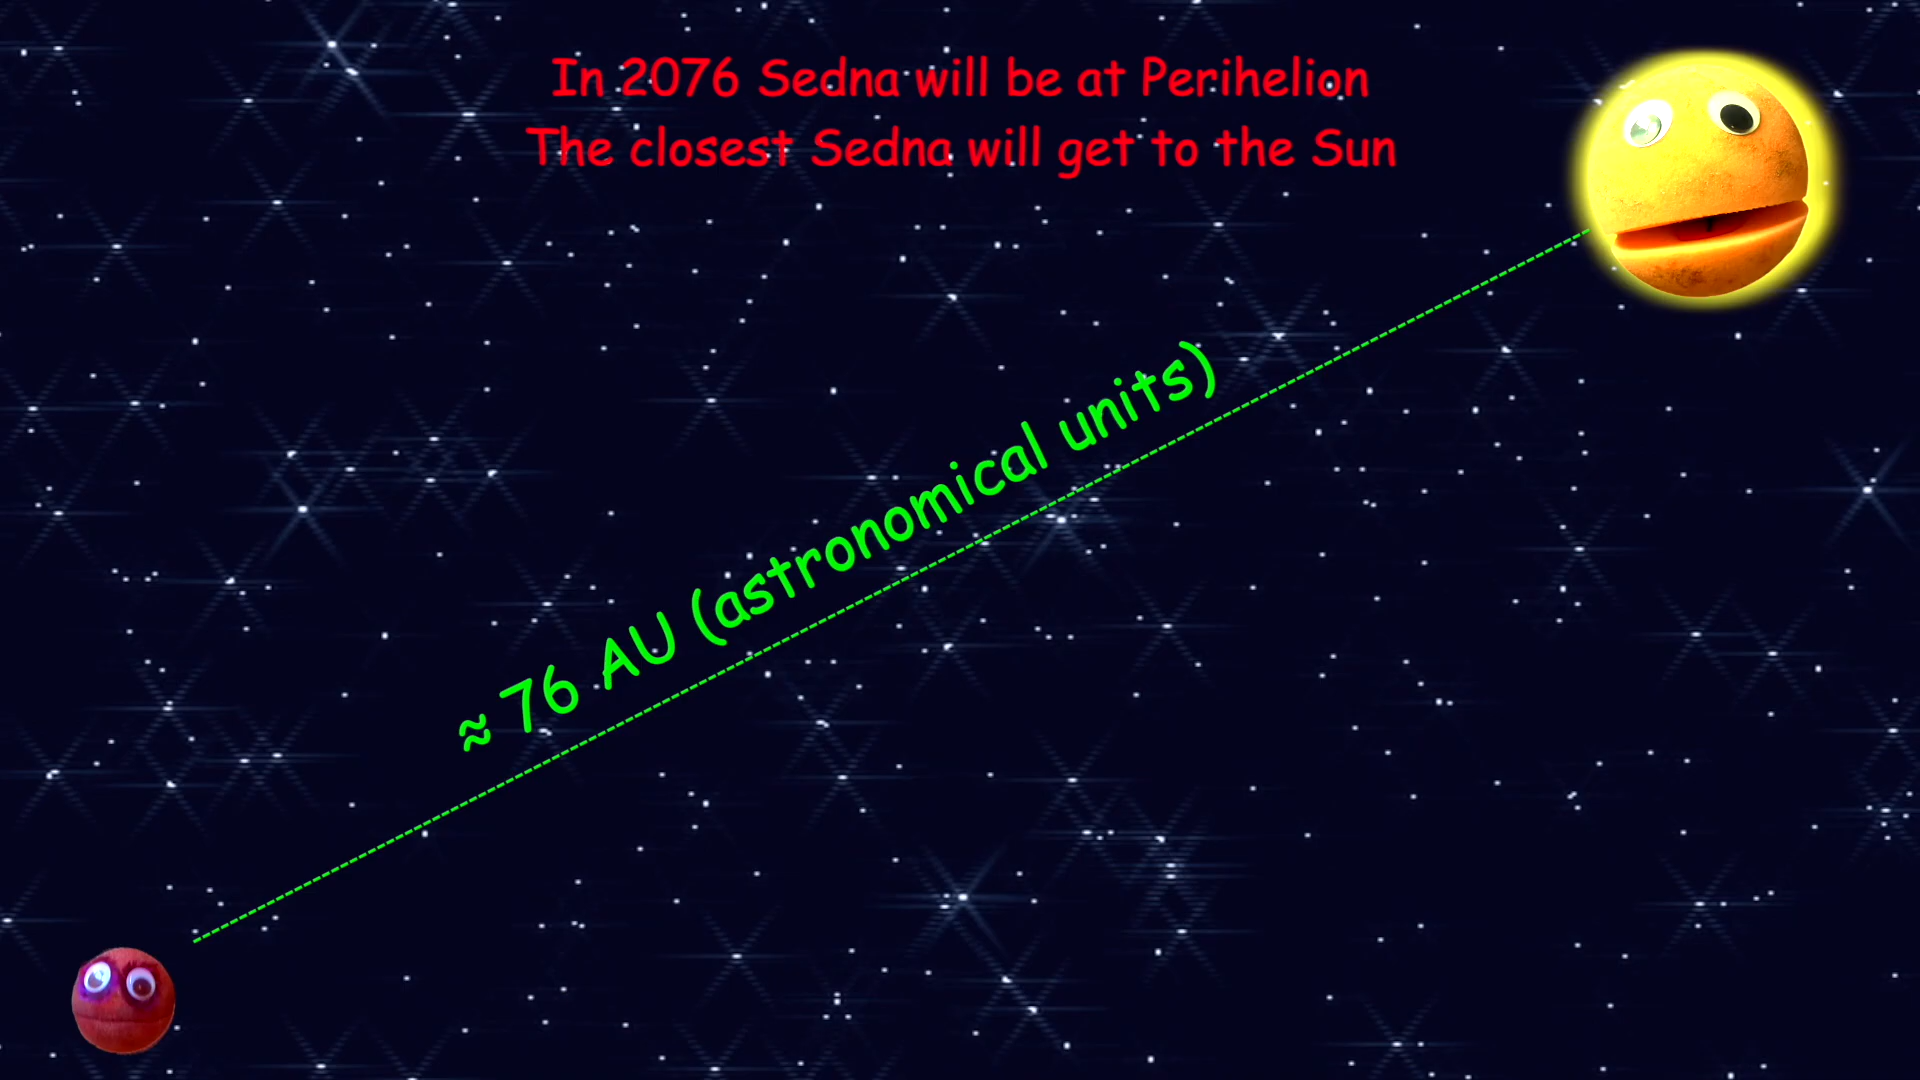 In 2076 Sedna will be at Perihelion
The closest Sedna will get to the Sun
≈ 76 AU (astronomical units)